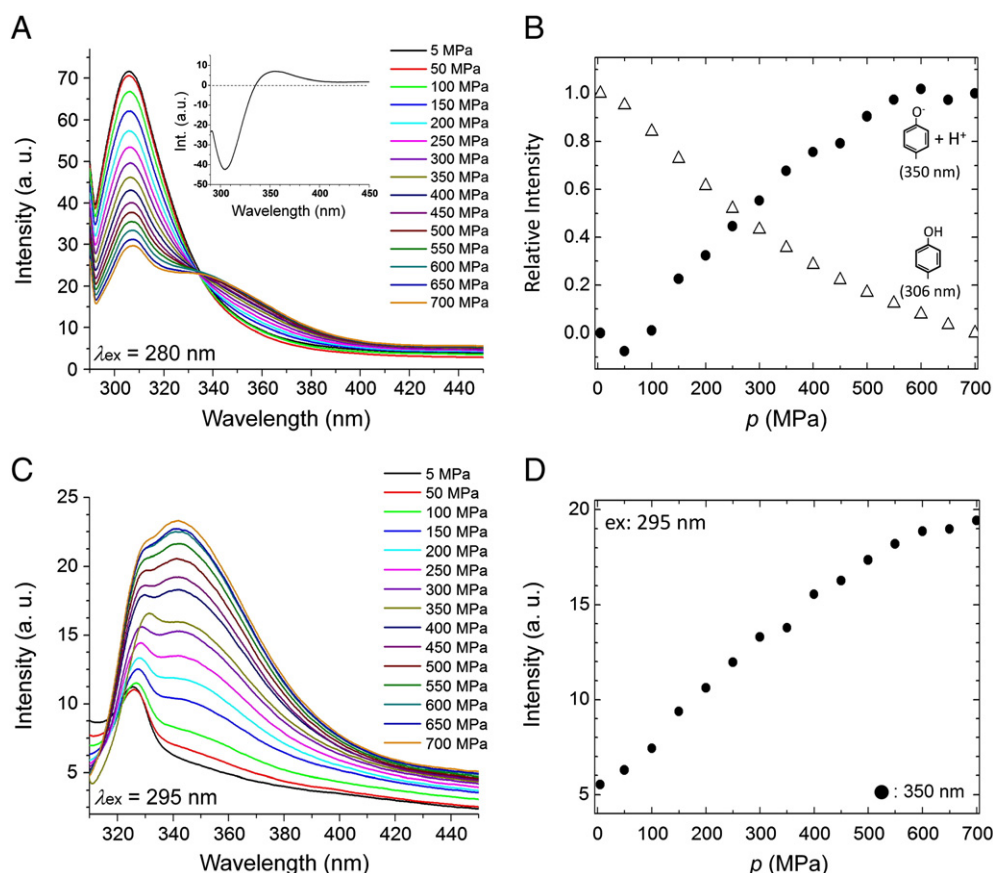 A
Intensity (a. u.)
70
60
50
40
30
20
10
0
300 320 340 360 380 400 420 440
Wavelength (nm)
λex = 280 nm
Int. (a.u.)
10
0
-10
-20
-30
-40
-50
300 350 400 450
Wavelength (nm)
5 MPa
50 MPa
100 MPa
150 MPa
200 MPa
250 MPa
300 MPa
350 MPa
400 MPa
450 MPa
500 MPa
550 MPa
600 MPa
650 MPa
700 MPa
B
Relative Intensity
1.0
0.8
0.6
0.4
0.2
0.0
0 100 200 300 400 500 600 700
p (MPa)
O-
+ H+
(350 nm)
OH
(306 nm)
C
Intensity (a. u.)
25
20
15
10
5
320 340 360 380 400 420 440
Wavelength (nm)
λex = 295 nm
5 MPa
50 MPa
100 MPa
150 MPa
200 MPa
250 MPa
300 MPa
350 MPa
400 MPa
450 MPa
500 MPa
550 MPa
600 MPa
650 MPa
700 MPa
D
ex: 295 nm
Intensity (a. u.)
20
15
10
5
0 100 200 300 400 500 600 700
p (MPa)
: 350 nm